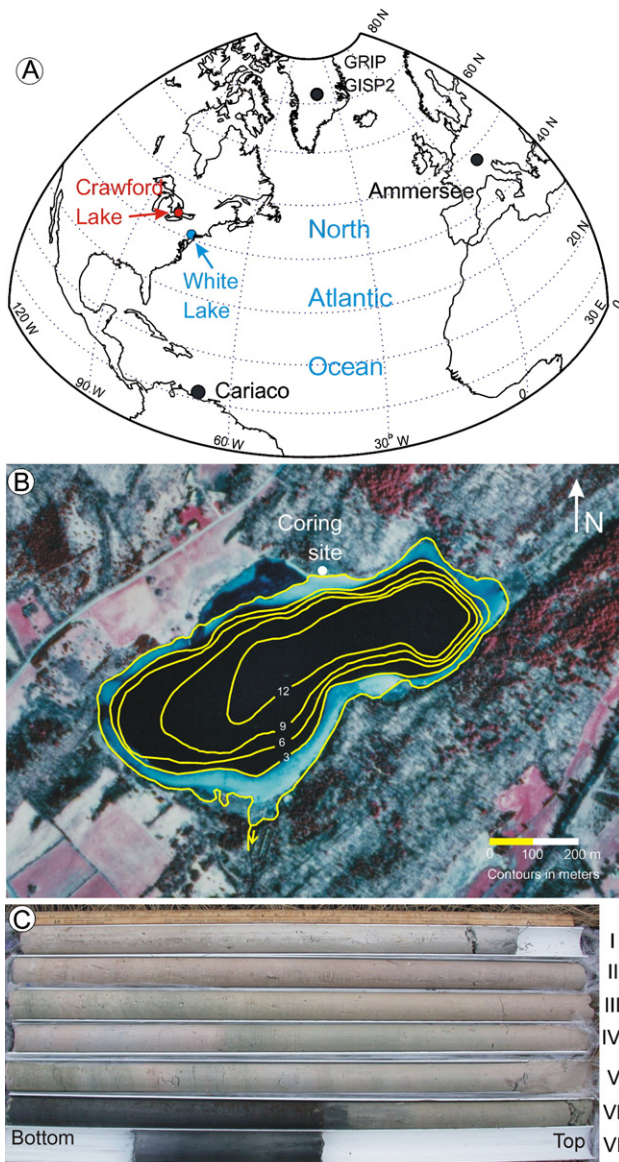 A
80 N
GRIP
GISP2
60 N
40 N
Ammersee
Crawford
Lake
North
20 N
White
Lake
Atlantic
120 W
30 E
0
Ocean
90 W
Cariaco
0
60 W
30° W
B
Coring
site
N
12
9
6
3
0 100 200 m
Contours in meters
C
I
II
III
IV
V
VI
Bottom
Top